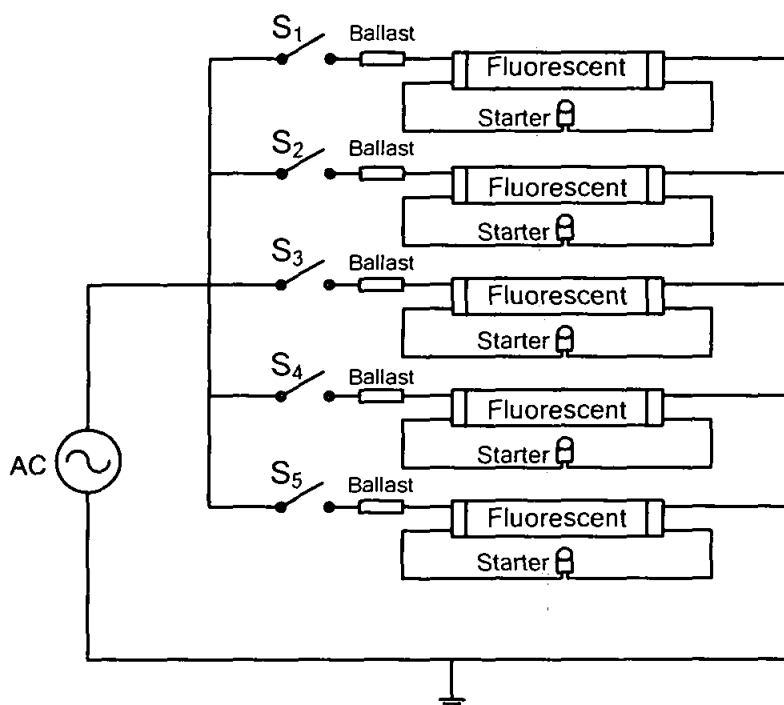 S1 Ballast
Fluorescent
Starter
S2 Ballast
Fluorescent
Starter
S3 Ballast
Fluorescent
Starter
S4 Ballast
Fluorescent
Starter
AC
S5 Ballast
Fluorescent
Starter